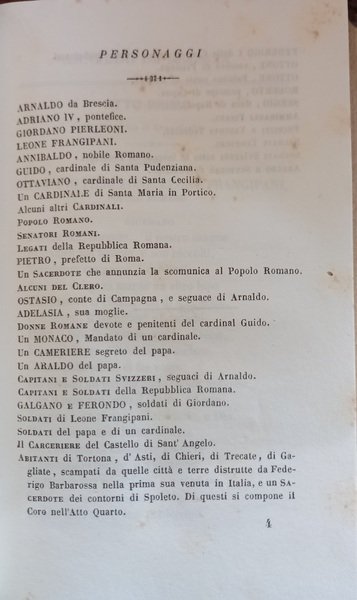 PERSONAGGI
ARNALDO da Brescia.
ADRIANO IV, pontefice.
GIORDANO PIERLEONI.
LEONE FRANGIPANI.
ANNIBALDO, nobile Romano.
GUIDO, cardinale di Santa Pudenziana.
OTTAVIANO, cardinale di Santa Cecilia.
Un CARDINALE di Santa Maria in Portico.
Alcuni altri CARDINALI.
POPOLO ROMANO.
SENATORI ROMANI.
LEGATI della Repubblica Romana.
PIETRO, prefetto di Roma.
Un SACERDOTE che annunzia la scomunica al Popolo Romano.
ALCUNI DEL CLERO.
OSTASIO, conte di Campagna, e seguace di Arnaldo.
ADELASIA, sua moglie.
DONNE ROMANE devote e penitenti del cardinal Guido.
Un MONACO, Mandato di un cardinale.
Un CAMERIERE segreto del papa.
Un ARALDO del papa.
CAPITANI E SOLDATI SVIZZERI, seguaci di Arnaldo.
CAPITANI E SOLDATI della Repubblica Romana.
GALGANO E FERONDO, soldati di Giordano.
SOLDATI di Leone Frangipani.
SOLDATI del papa e di un cardinale.
Il CARCERIERE del Castello di Sant' Angelo.
ABITANTI di Tortona, d' Asti, di Chieri, di Trecate, di Ga-
gliate, scampati da quelle città e terre distrutte da Fede-
rigo Barbarossa nella prima sua venuta in Italia, e un SA-
CERDOTE dei contorni di Spoleto. Di questi si compone il
Coro nell'Atto Quarto.
4